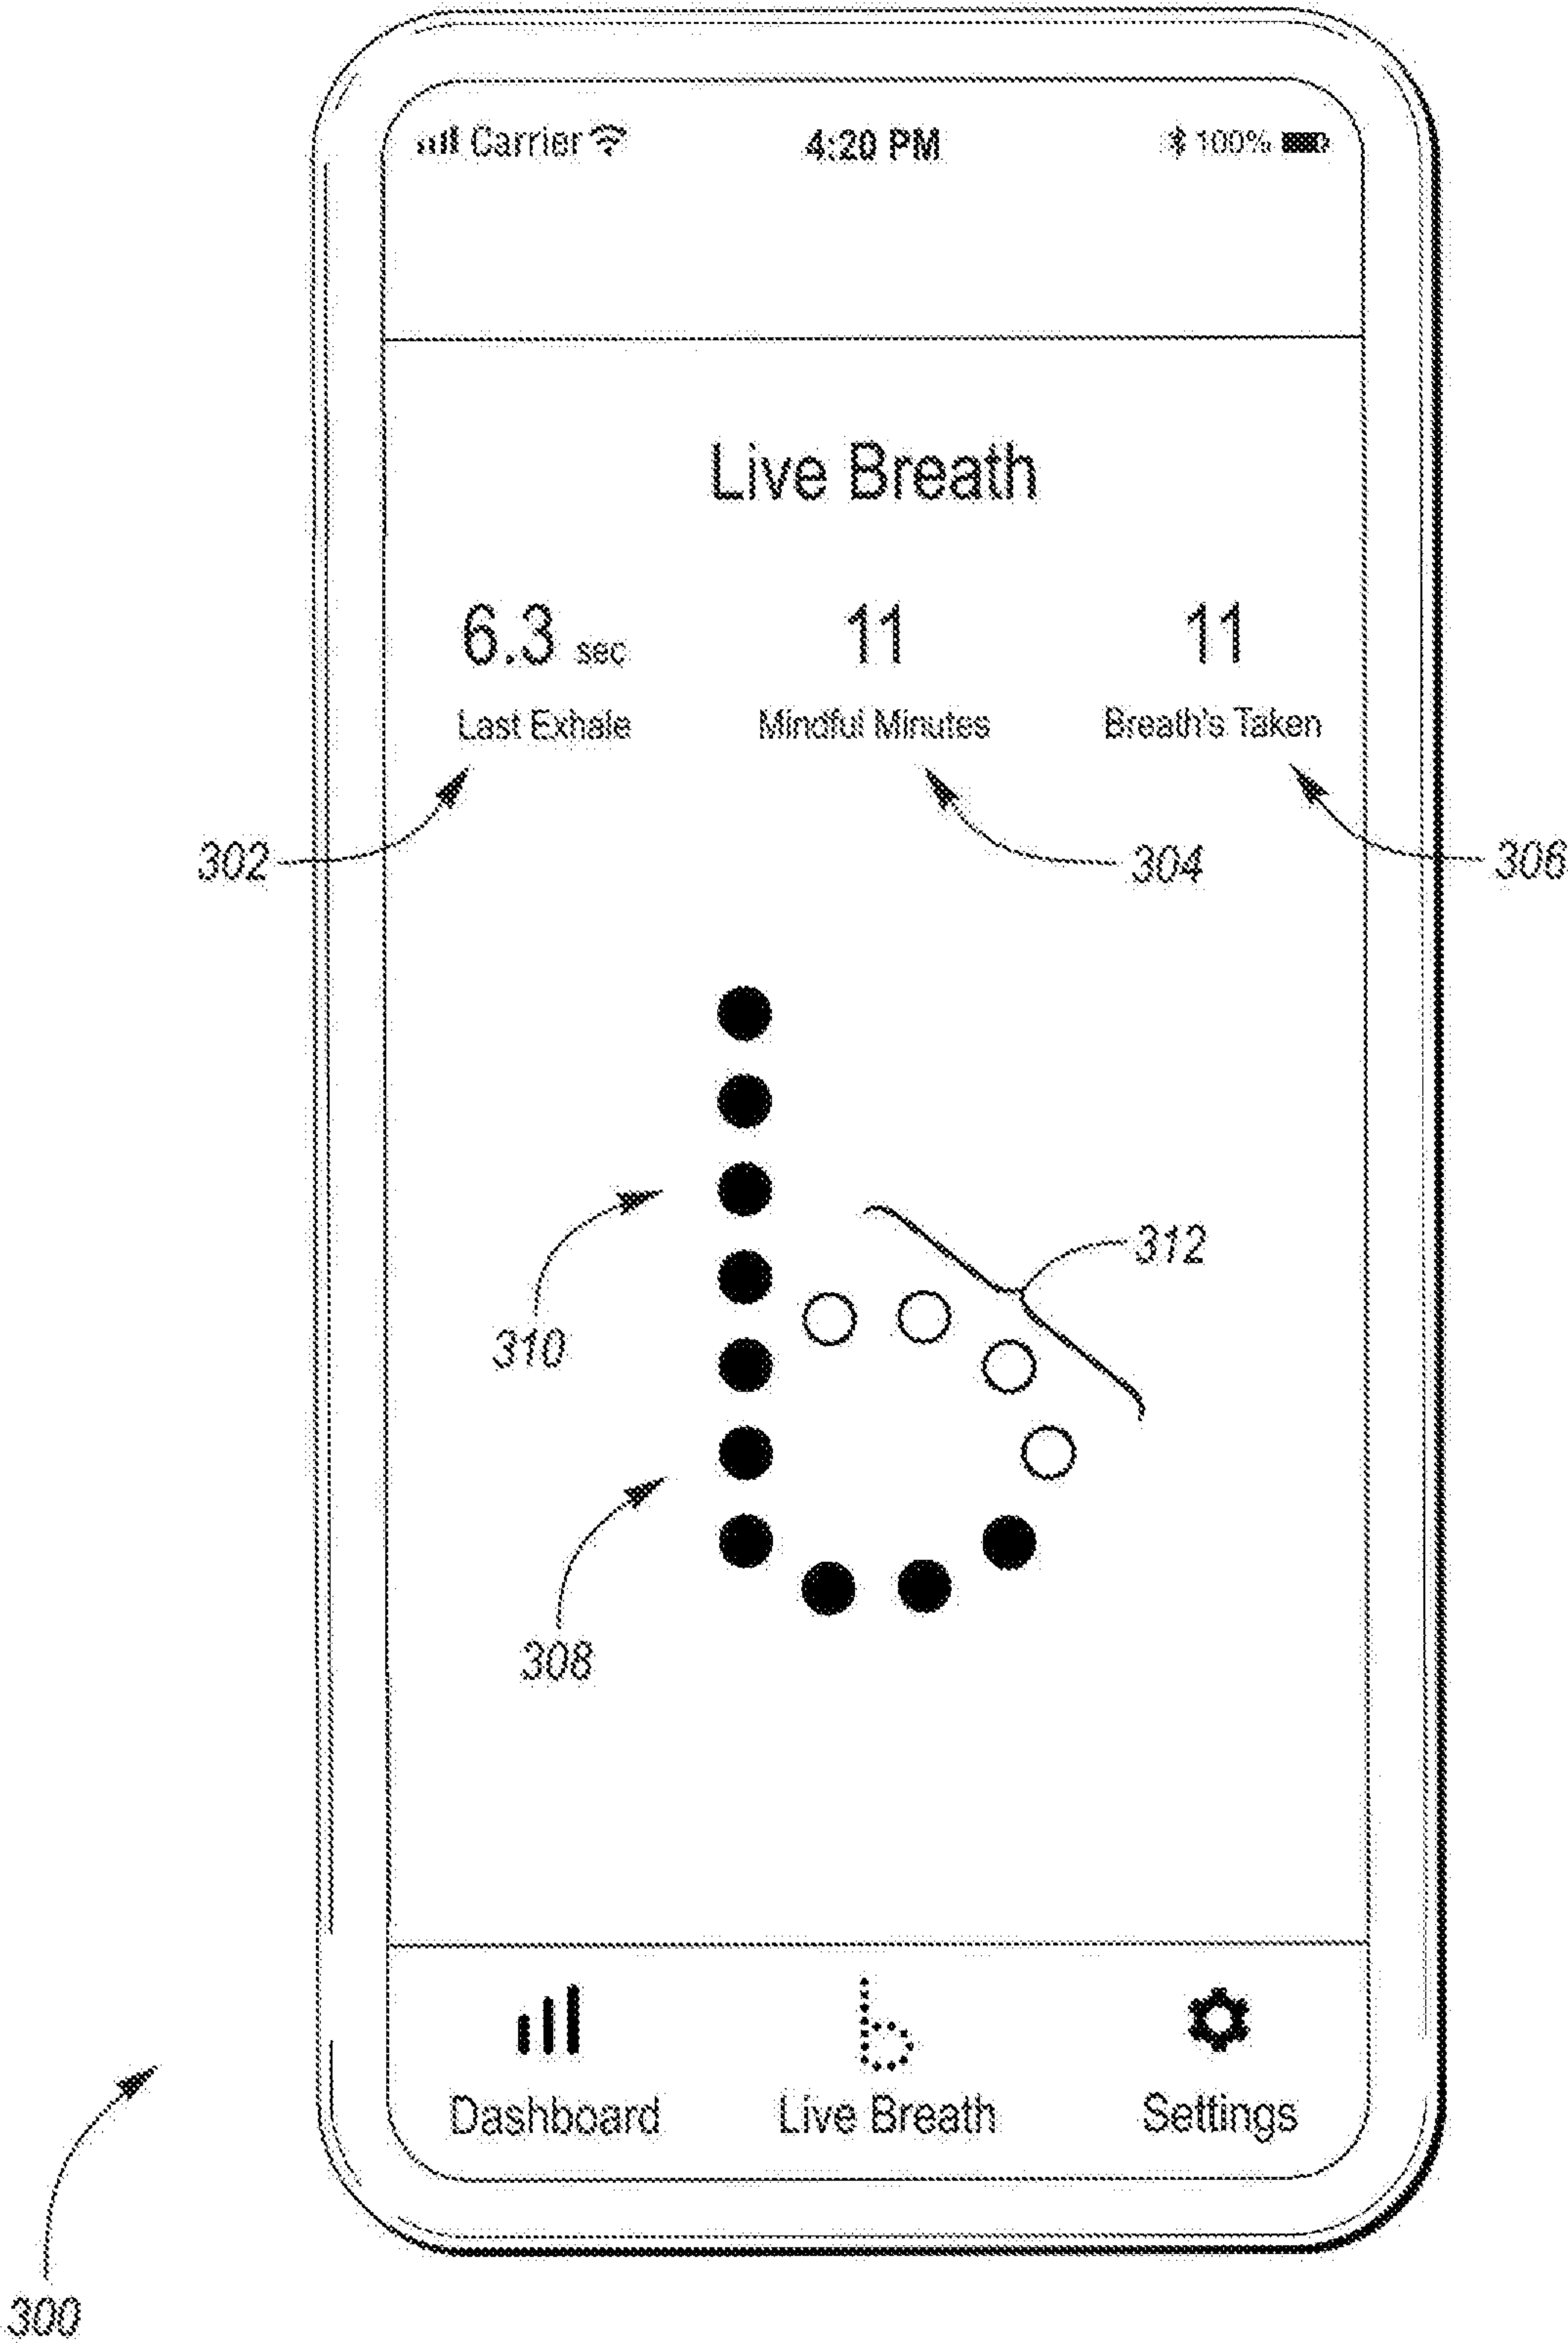 Carrier 4:20 PM 100%
Live Breath
6.3 sec 11 11
Last Exhale Mindful Minutes Breath's Taken
302 304 306
312
310
308
b
Dashboard Live Breath Settings
300